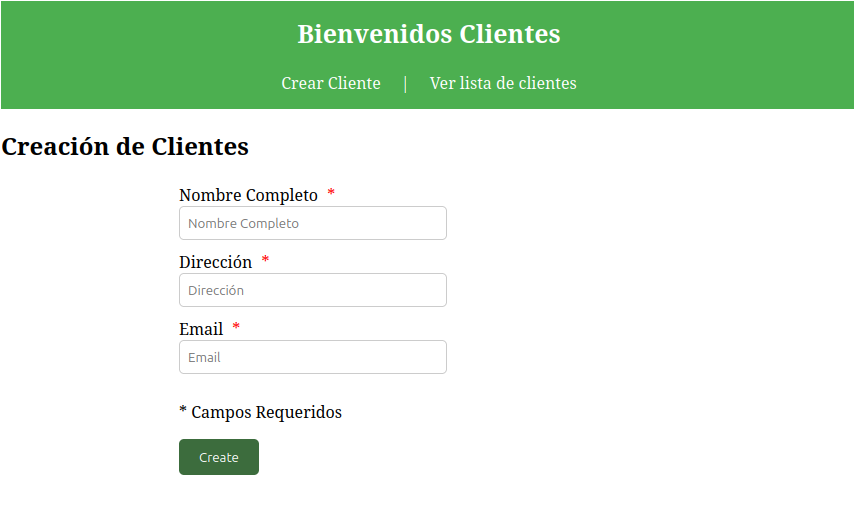 Bienvenidos Clientes
Crear Cliente | Ver lista de clientes
Creación de Clientes
Nombre Completo *
Nombre Completo
Dirección *
Dirección
Email *
Email
* Campos Requeridos
Create